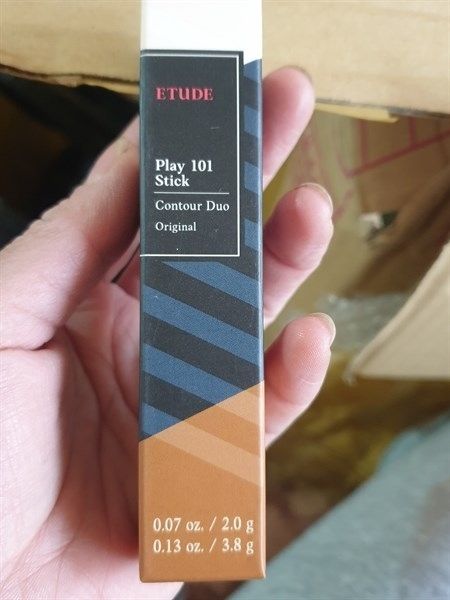 ETUDE
Play 101
Stick
Contour Duo
Original
0.07 oz. / 2.0 g
0.13 oz. / 3.8 g